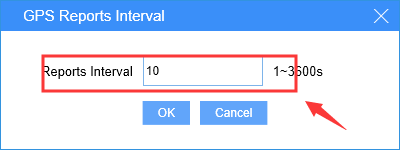 GPS Reports Interval
Reports Interval 10 1~3600s
OK Cancel